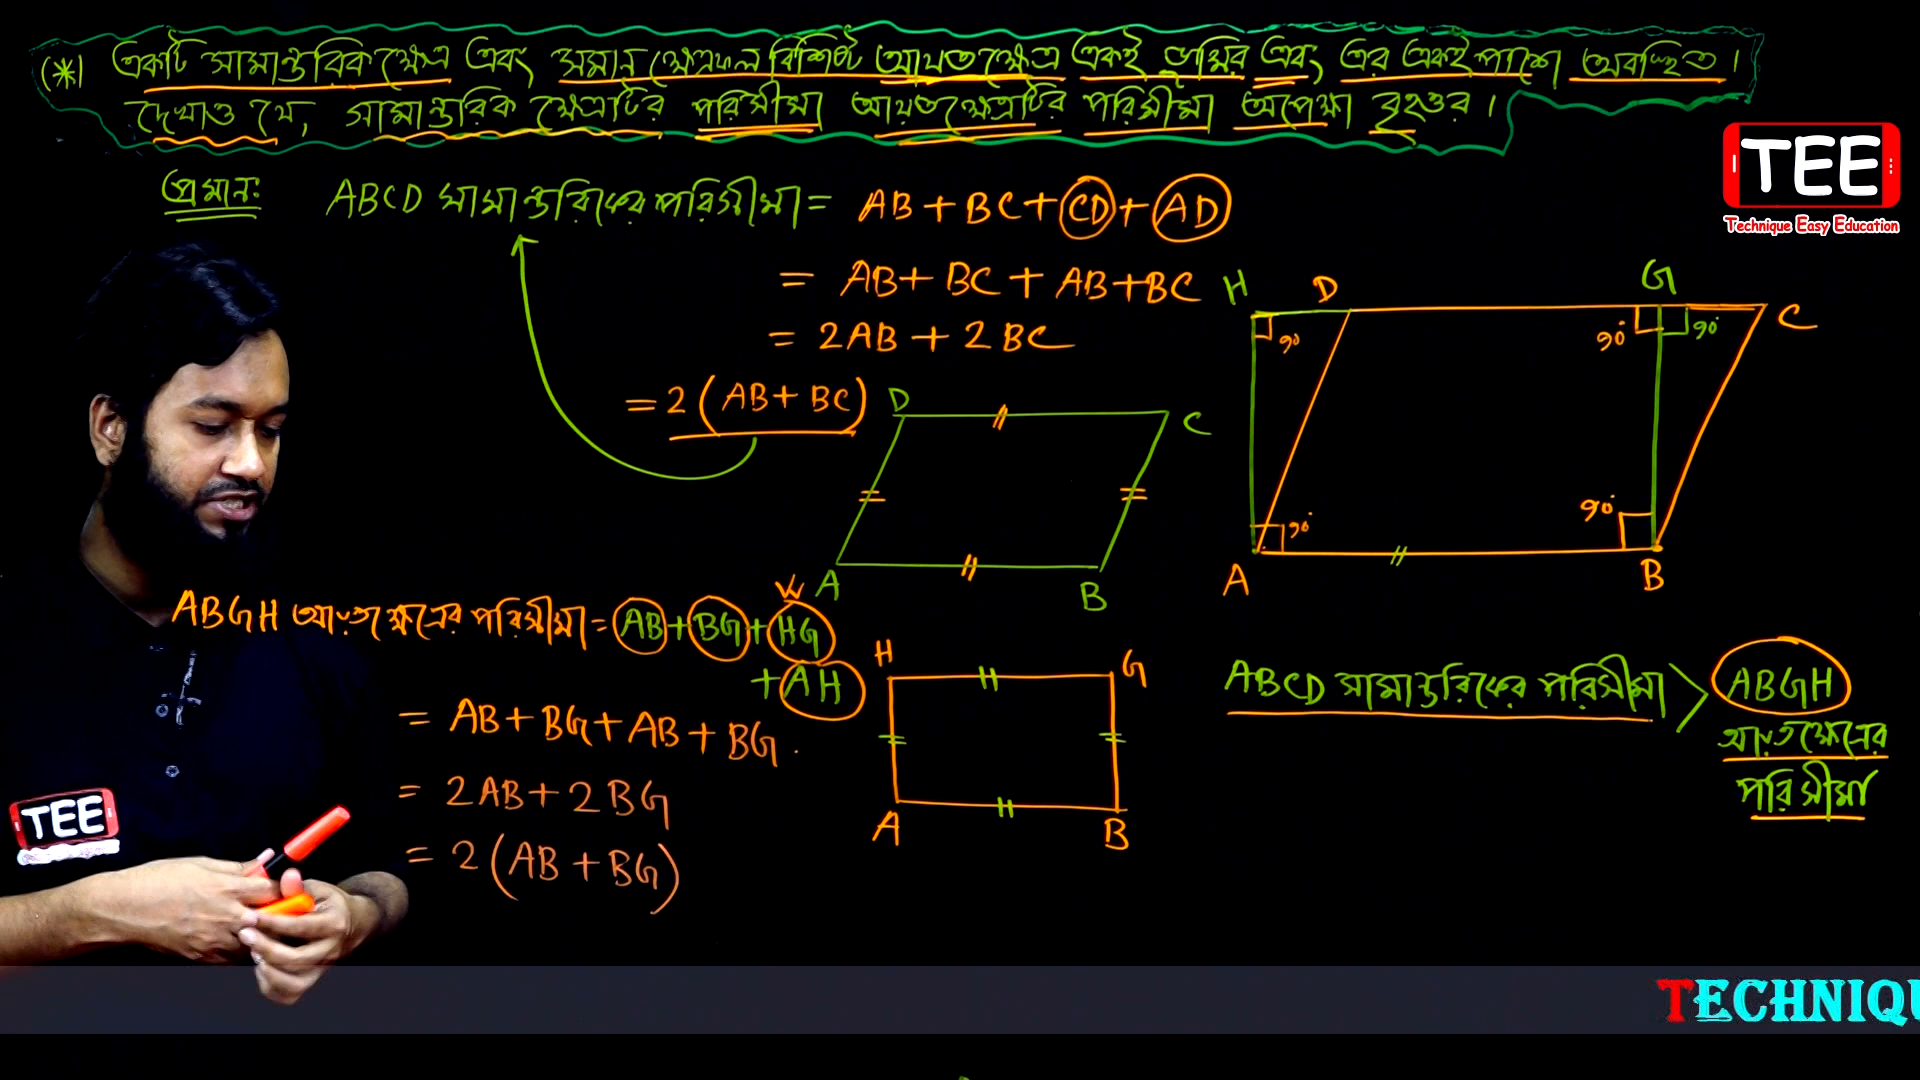 (*) একটি সামান্তরিক ক্ষেত্র এবং সমান ক্ষেত্রফল বিশিষ্ট আয়তক্ষেত্র একই ভূমির এবং এর একই পাশে অবস্থিত।
দেখাও যে, সামান্তরিক ক্ষেত্রটির পরিসীমা আয়তক্ষেত্রটির পরিসীমা অপেক্ষা বৃহত্তর।
TEE
Technique Easy Education
প্রমান:
ABCD সামান্তরিকের পরিসীমা = AB + BC + CD + AD
= AB + BC + AB + BC
= 2AB + 2BC
= 2(AB + BC)
D
C
A
B
H
D
G
C
90°
90°
90°
90°
90°
A
B
ABGH আয়তক্ষেত্রের পরিসীমা = AB + BG + HG
+ AH
= AB + BG + AB + BG
= 2AB + 2BG
= 2(AB + BG)
H
G
A
B
ABCD সামান্তরিকের পরিসীমা > ABGH
আয়তক্ষেত্রের
পরিসীমা
TEE
TECHNIQU